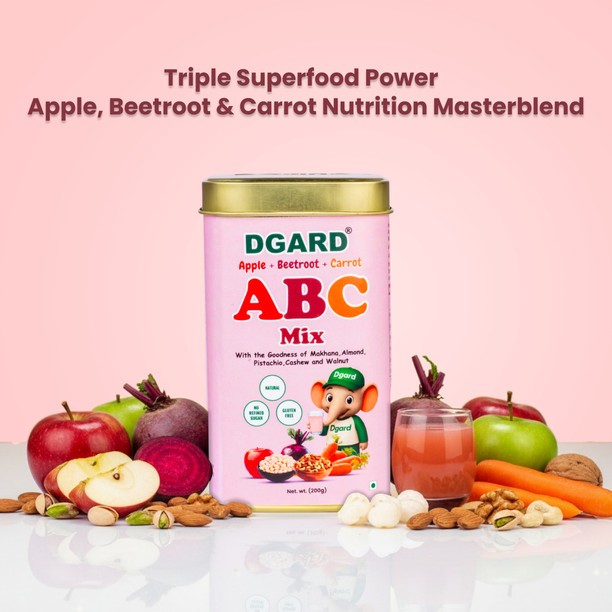 Triple Superfood Power
Apple, Beetroot & Carrot Nutrition Masterblend
DGARD®
Apple + Beetroot + Carrot
ABC
Mix
With the Goodness of Makhana, Almond,
Pistachio, Cashew and Walnut
NATURAL
NO
REFINED
SUGAR
GLUTEN
FREE
Dgard
Dgard
Net. wt. (200g)